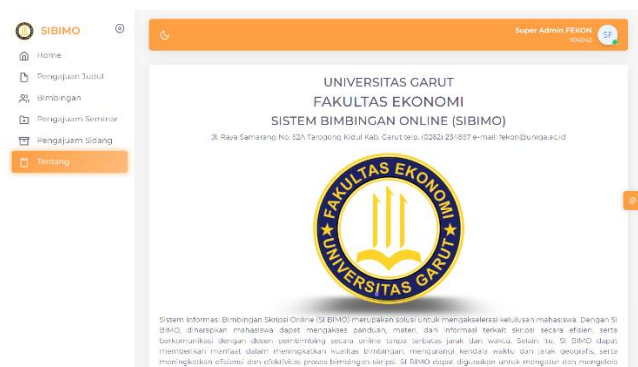 SIBIMO
Home
Pengajuan Judul
Bimbingan
Pengajuam Seminar
Pengajuam Sidang
Tentang
Super Admin FEKON
SF
UNIVERSITAS GARUT
FAKULTAS EKONOMI
SISTEM BIMBINGAN ONLINE (SIBIMO)
Jl. Raya Samarang No. 52A Tarogong Kidul Kab. Garut telp. (0262) 234857 e-mail: fekon@uniga.ac.id
FAKULTAS EKONOMI
UNIVERSITAS GARUT
Sistem Informasi Bimbingan Skripsi Online (SI BIMO) merupakan solusi untuk mengakselerasi kelulusan mahasiswa. Dengan SI
BIMO, diharapkan mahasiswa dapat mengakses panduan, materi, dan informasi terkait skripsi secara efisien, serta
berkomunikasi dengan dosen pembimbing secara online tanpa terbatas jarak dan waktu. Selain itu, SI BIMO dapat
memberikan manfaat dalam meningkatkan kualitas bimbingan, mengurangi kendala waktu dan jarak geografis, serta
meningkatkan efisiensi dan efektivitas proses bimbingan skripsi. SI BIMO dapat digunakan untuk mengatur dan mengelola